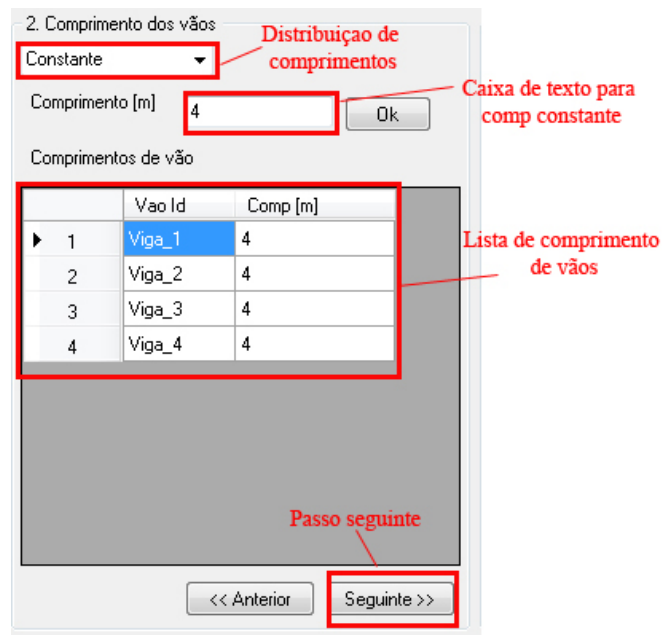 2. Comprimento dos vãos
Distribuiçao de
comprimentos
Constante
Caixa de texto para
comp constante
Comprimento [m]
4
Ok
Comprimentos de vão
Vao Id Comp [m]
1 Viga_1 4
2 Viga_2 4
3 Viga_3 4
4 Viga_4 4
Lista de comprimento
de vãos
Passo seguinte
<< Anterior
Seguinte >>